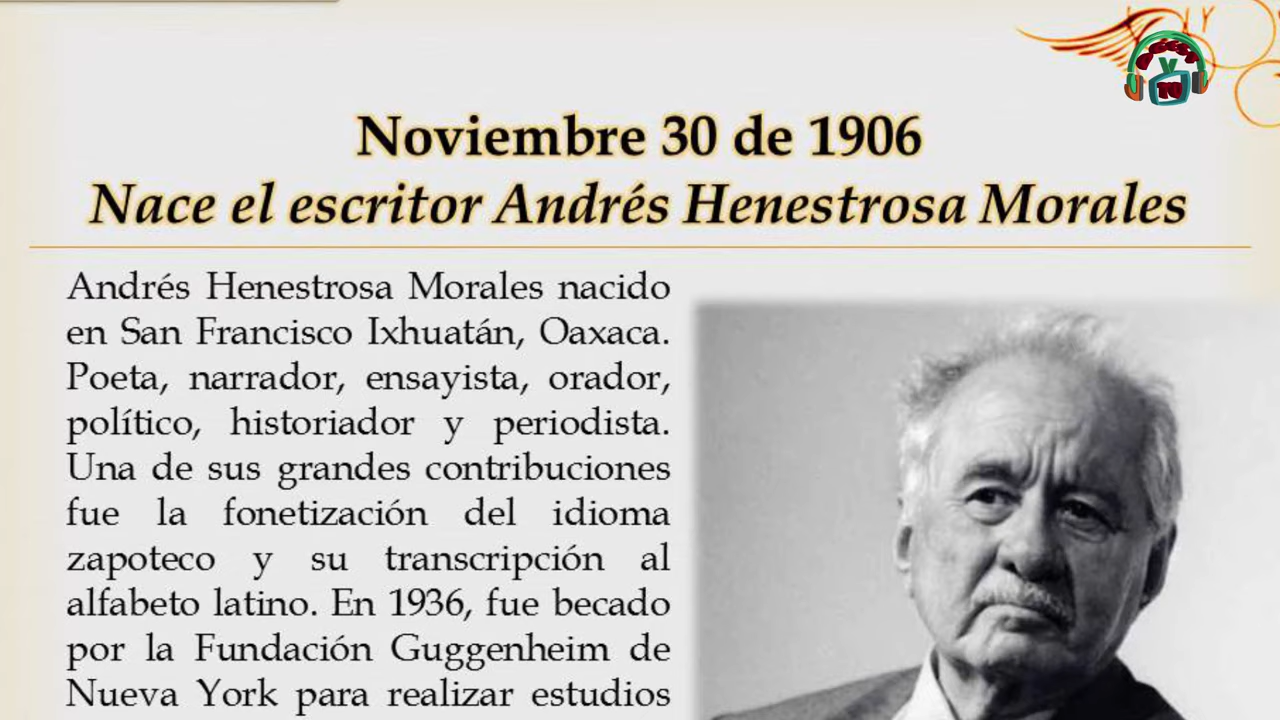 Noviembre 30 de 1906
Nace el escritor Andrés Henestrosa Morales
Andrés Henestrosa Morales nacido
en San Francisco Ixhuatán, Oaxaca.
Poeta, narrador, ensayista, orador,
político, historiador y periodista.
Una de sus grandes contribuciones
fue la fonetización del idioma
zapoteco y su transcripción al
alfabeto latino. En 1936, fue becado
por la Fundación Guggenheim de
Nueva York para realizar estudios